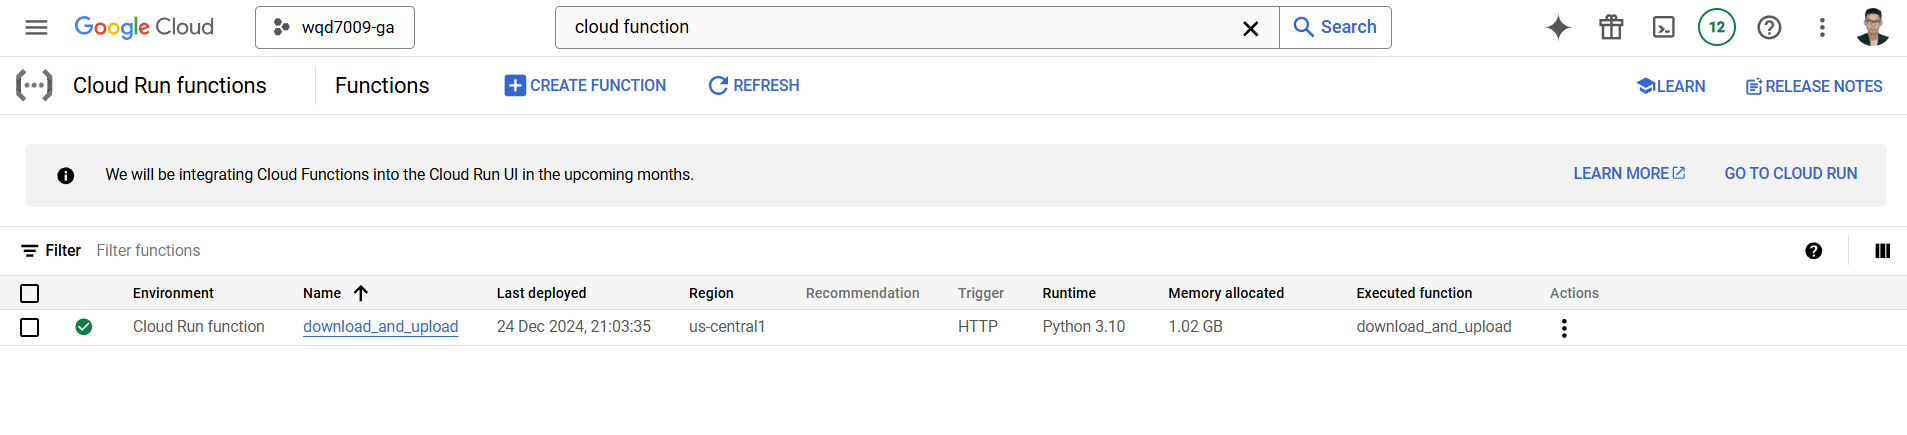 Google Cloud wqd7009-ga cloud function Search 12
Cloud Run functions Functions CREATE FUNCTION REFRESH LEARN RELEASE NOTES
We will be integrating Cloud Functions into the Cloud Run UI in the upcoming months. LEARN MORE GO TO CLOUD RUN
Filter Filter functions
Environment Name Last deployed Region Recommendation Trigger Runtime Memory allocated Executed function Actions
Cloud Run function download_and_upload 24 Dec 2024, 21:03:35 us-central1 HTTP Python 3.10 1.02 GB download_and_upload